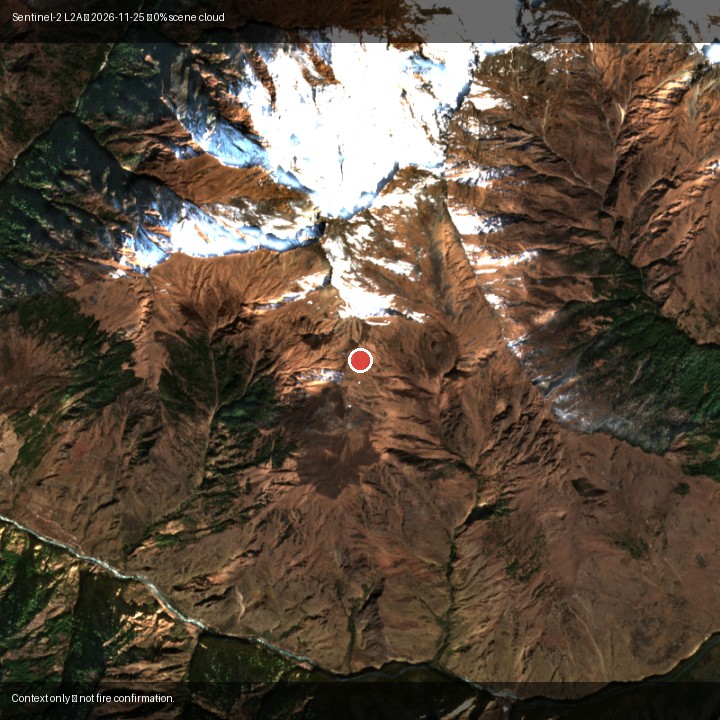 Sentinel-2 L2A▯2026-11-25▯0% scene cloud
Context only▯not fire confirmation.